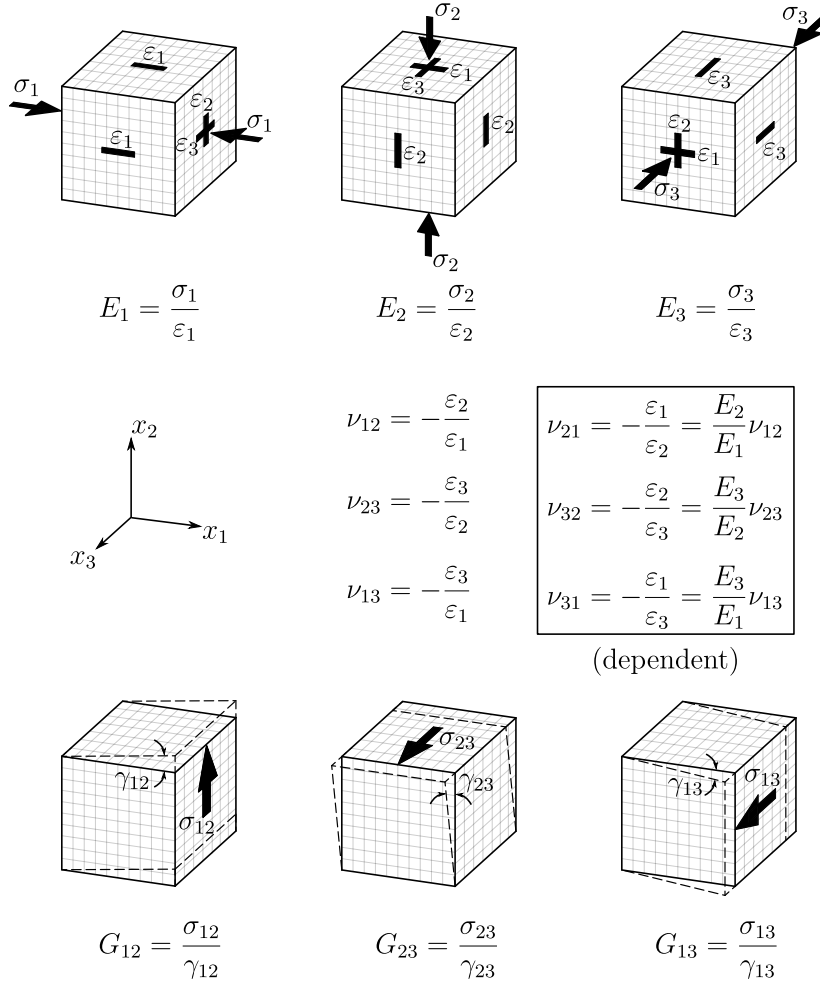 σ₂
σ₃
ε₁ ε₁ ε₃
ε₃
σ₁ ε₂ σ₁ ε₂ ε₂
ε₁ ε₃ ε₂ ε₁ ε₃
σ₃
σ₂
E₁ = σ₁/ε₁ E₂ = σ₂/ε₂ E₃ = σ₃/ε₃
x₂
x₁
x₃
ν₁₂ = −ε₂/ε₁ ν₂₁ = −ε₁/ε₂ = E₂/E₁ ν₁₂
ν₂₃ = −ε₃/ε₂ ν₃₂ = −ε₂/ε₃ = E₃/E₂ ν₂₃
ν₁₃ = −ε₃/ε₁ ν₃₁ = −ε₁/ε₃ = E₃/E₁ ν₁₃
(dependent)
σ₂₃
γ₁₂ γ₂₃ γ₁₃ σ₁₃
σ₁₂
G₁₂ = σ₁₂/γ₁₂ G₂₃ = σ₂₃/γ₂₃ G₁₃ = σ₁₃/γ₁₃